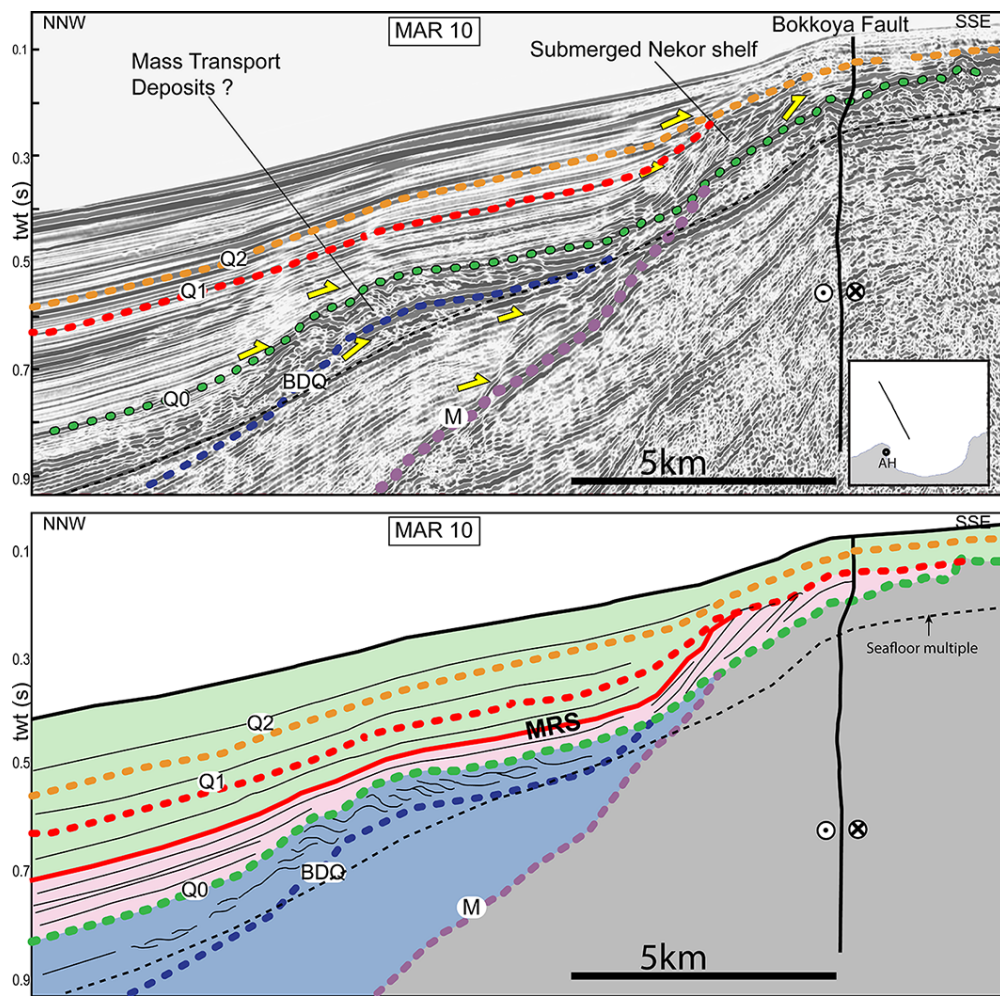 NNW
MAR 10
Bokkoya Fault
SSE
Mass Transport
Deposits ?
Submerged Nekor shelf
0.1
0.3
twt (s)
0.5
0.7
0.9
Q2
Q1
Q0
BDQ
M
5km
AH
NNW
MAR 10
SSE
0.1
0.3
twt (s)
0.5
0.7
0.9
Seafloor multiple
Q2
MRS
Q1
Q0
BDQ
M
5km